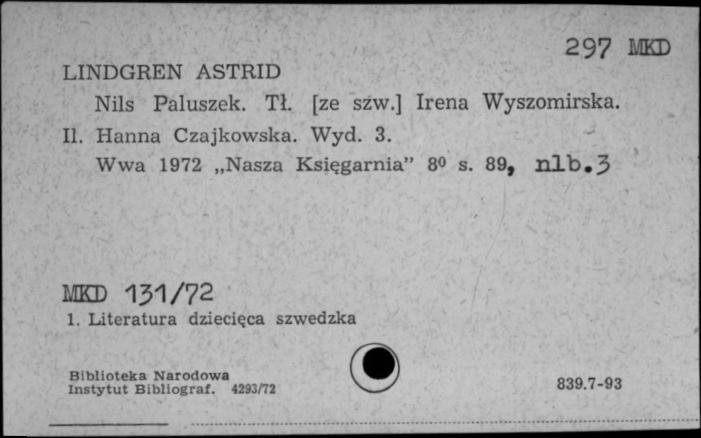 297 MKD
LINDGREN ASTRID
Nils Paluszek. Tł. [ze szw.] Irena Wyszomirska.
Il. Hanna Czajkowska. Wyd. 3.
Wwa 1972 „Nasza Księgarnia” 8⁰ s. 89, nlb.3
MKD 131/72
1. Literatura dziecięca szwedzka
Biblioteka Narodowa
Instytut Bibliograf. 4293/72
839.7-93